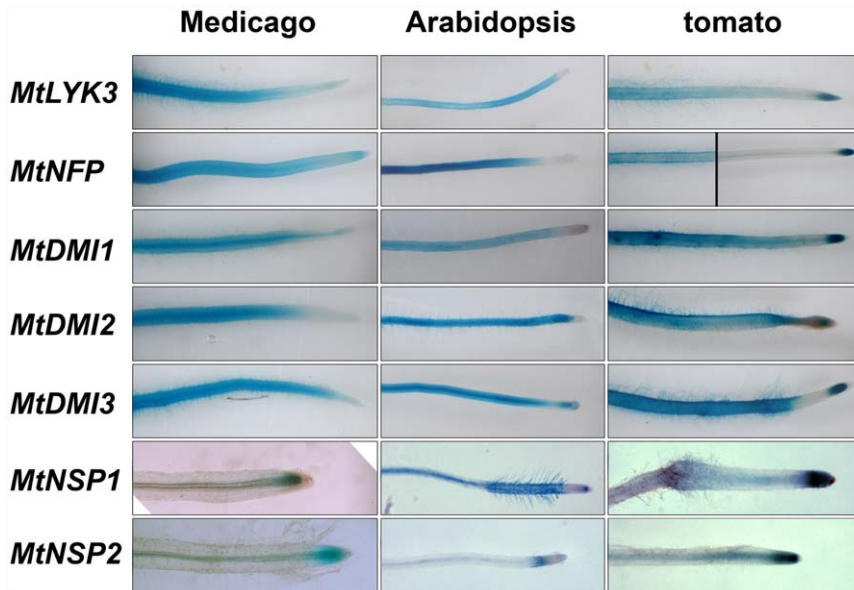 Medicago Arabidopsis tomato
MtLYK3
MtNFP
MtDMI1
MtDMI2
MtDMI3
MtNSP1
MtNSP2